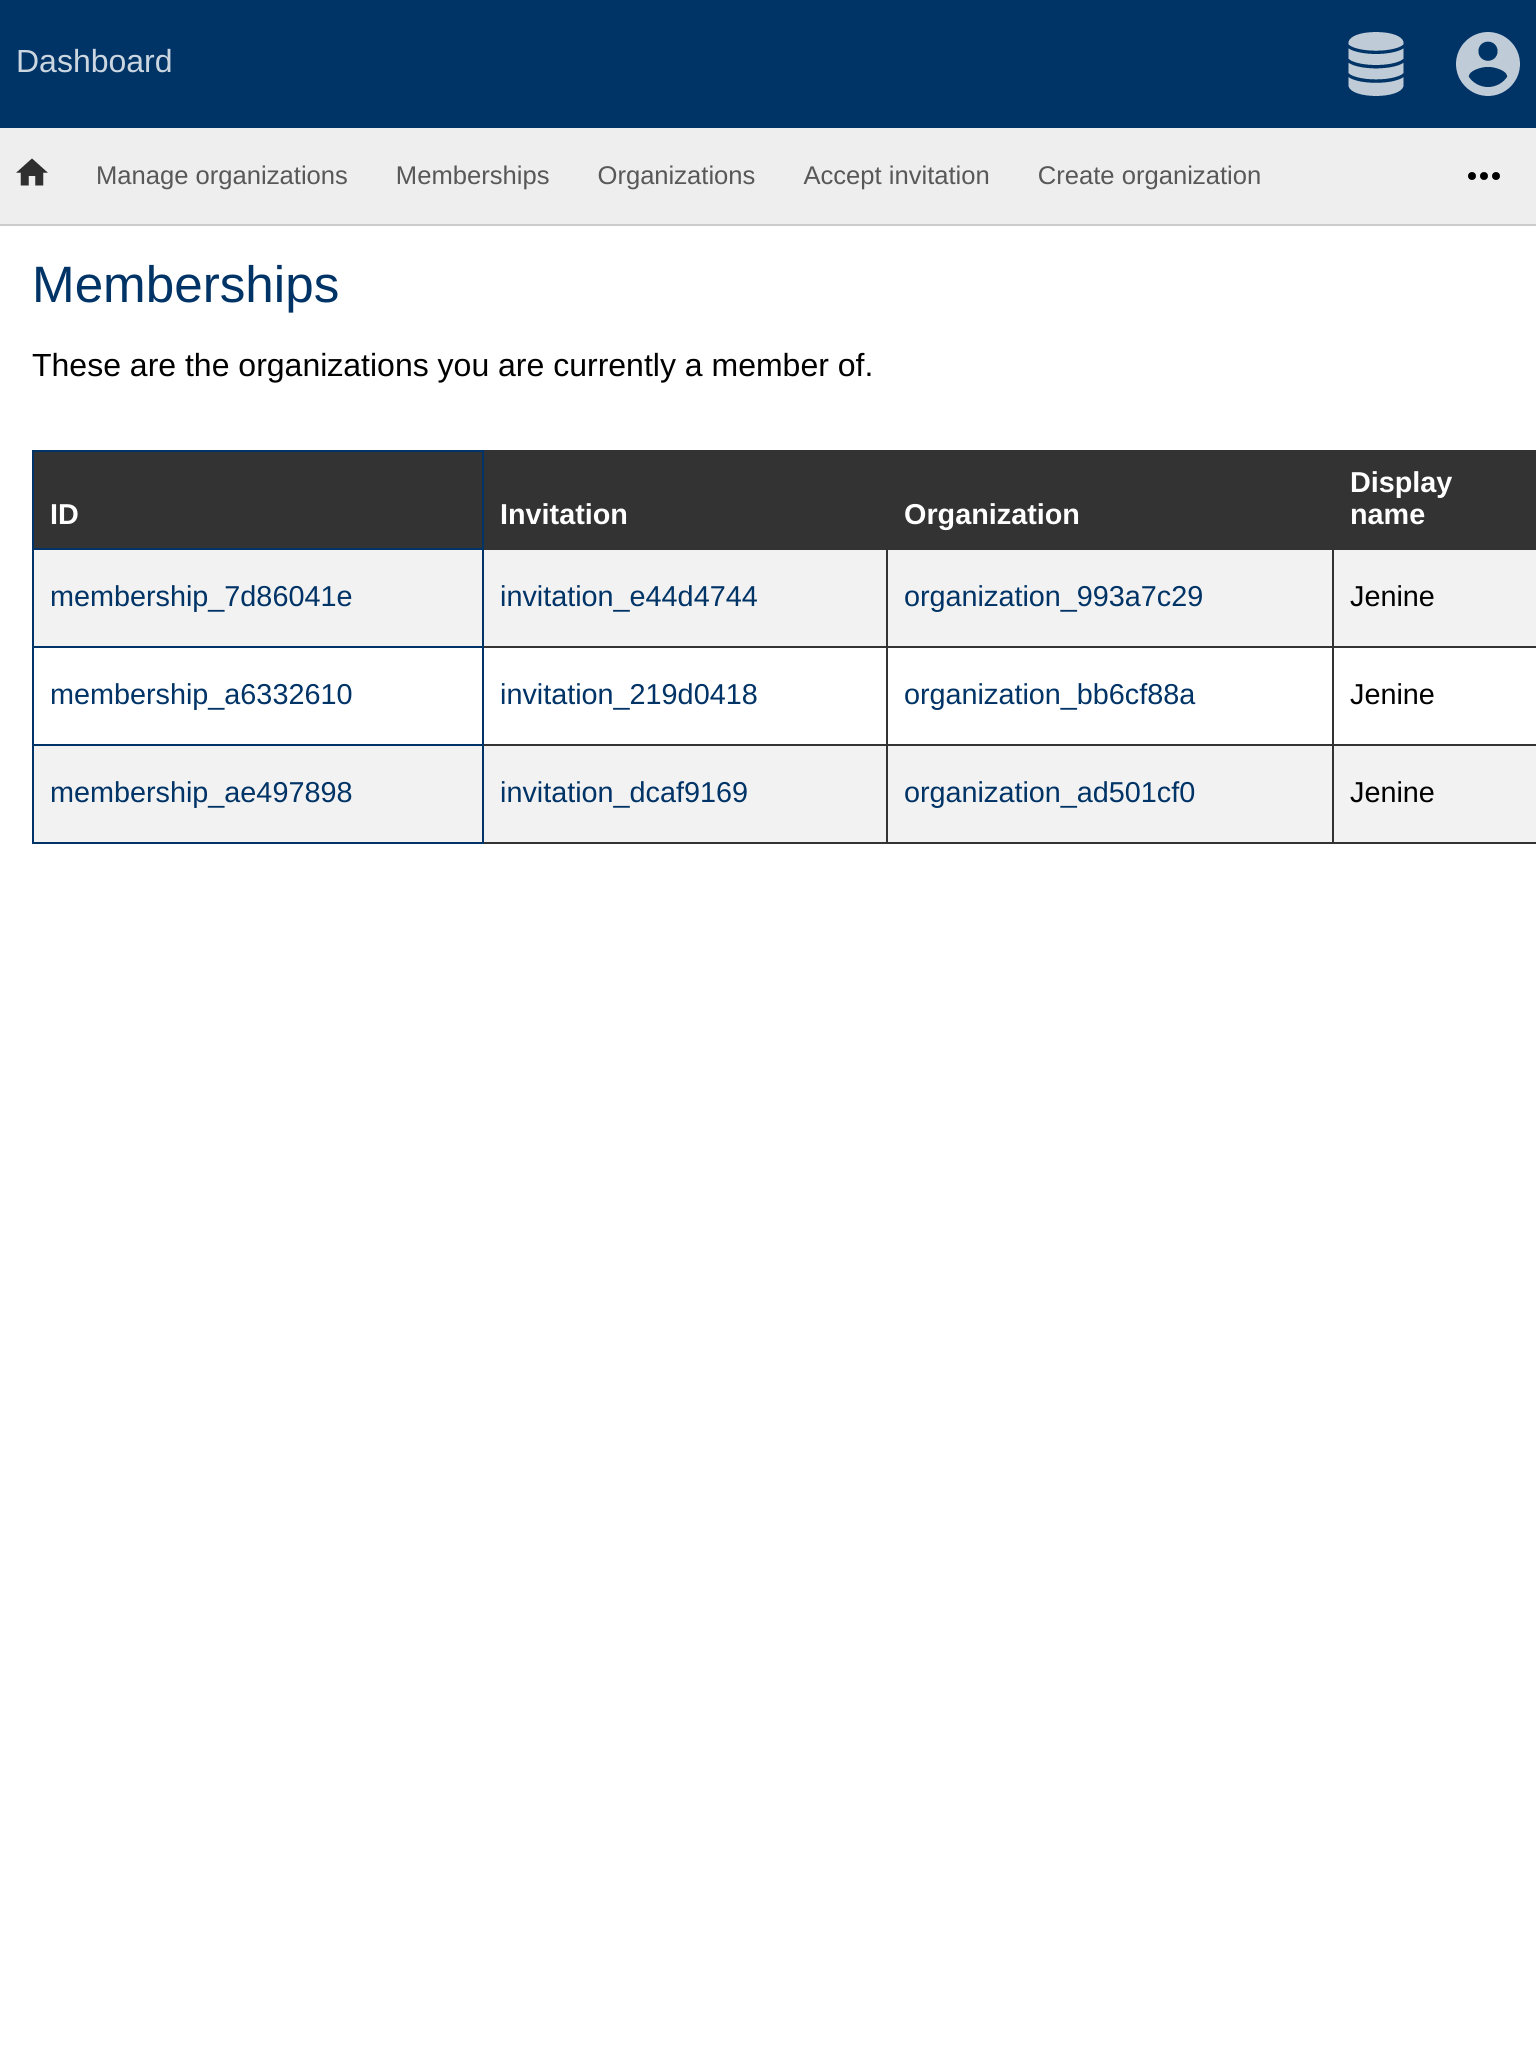 Dashboard
Manage organizations Memberships Organizations Accept invitation Create organization
Memberships
These are the organizations you are currently a member of.
ID Invitation Organization Display name
membership_7d86041e invitation_e44d4744 organization_993a7c29 Jenine
membership_a6332610 invitation_219d0418 organization_bb6cf88a Jenine
membership_ae497898 invitation_dcaf9169 organization_ad501cf0 Jenine